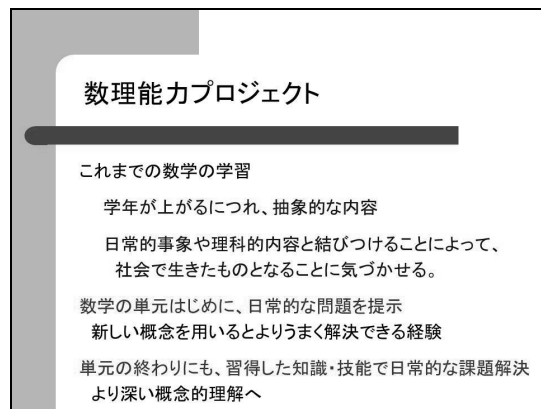 数理能力プロジェクト
これまでの数学の学習
学年が上がるにつれ、抽象的な内容
日常的事象や理科的内容と結びつけることによって、
社会で生きたものとなることに気づかせる。
数学の単元はじめに、日常的な問題を提示
新しい概念を用いるとよりうまく解決できる経験
単元の終わりにも、習得した知識・技能で日常的な課題解決
より深い概念的理解へ